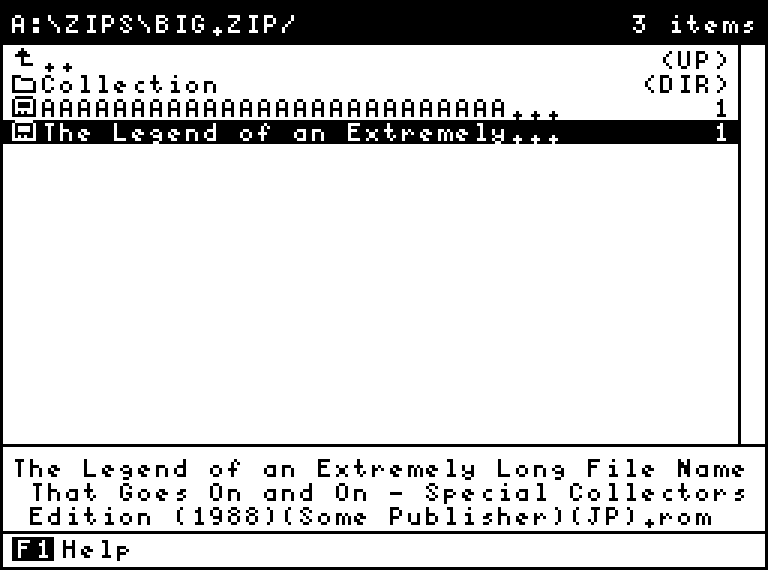 A:\ZIPS\BIG.ZIP/ 3 items
.. (UP)
Collection (DIR)
AAAAAAAAAAAAAAAAAAAAAAAAAAA... 1
The Legend of an Extremely... 1
The Legend of an Extremely Long File Name
That Goes On and On - Special Collectors
Edition (1988)(Some Publisher)(JP).rom
F1 Help